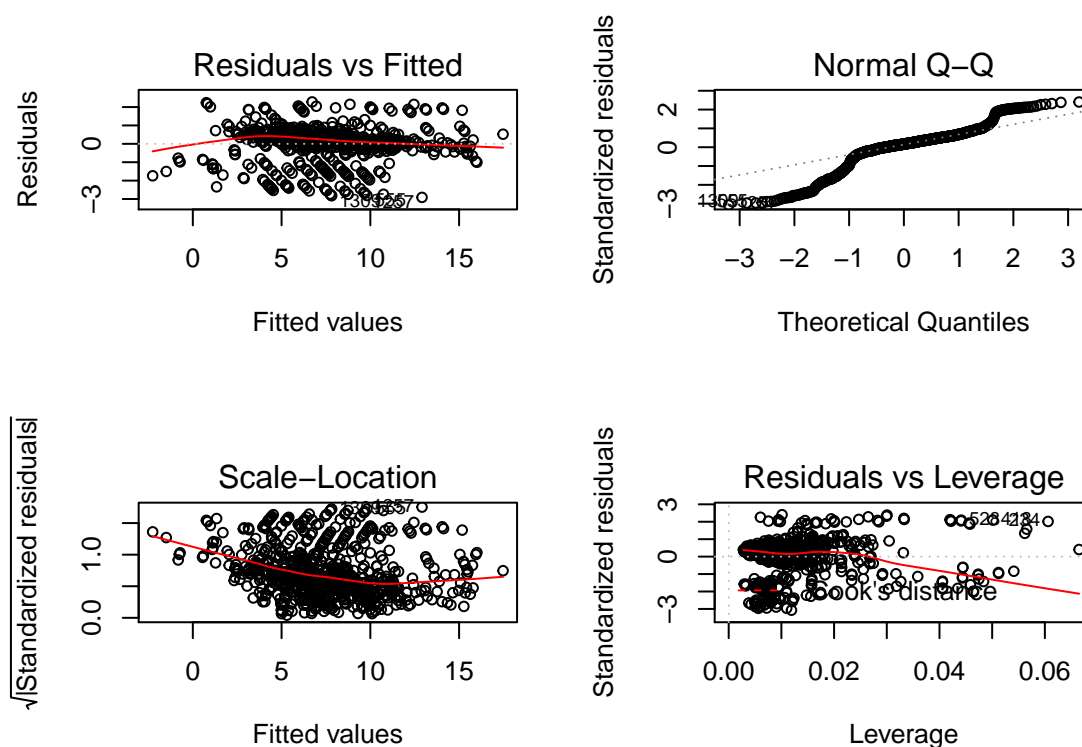 Residuals vs Fitted
Residuals
0
−3
0
5
10
15
Fitted values
Normal Q−Q
Standardized residuals
2
0
−3
−3
−2
−1
0
1
2
3
Theoretical Quantiles
Scale−Location
√|Standardized residuals|
1.0
0.0
0
5
10
15
Fitted values
Residuals vs Leverage
Standardized residuals
3
0
−3
Cook's distance
0.00
0.02
0.04
0.06
Leverage